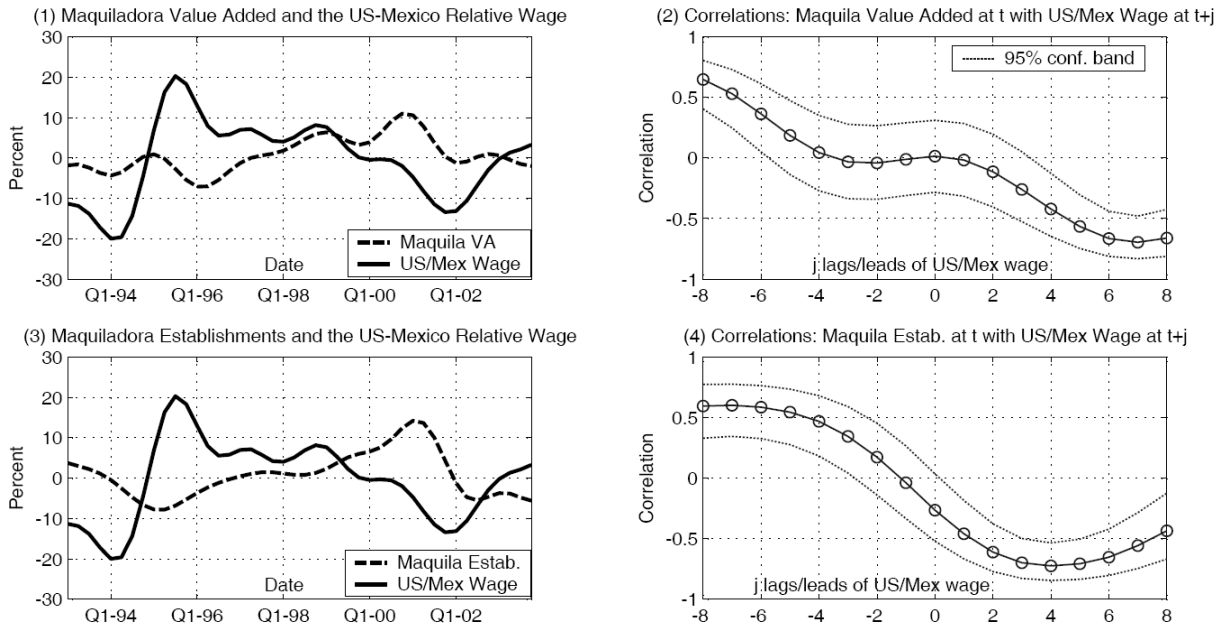 (1) Maquiladora Value Added and the US-Mexico Relative Wage
30
20
10
0
-10
-20
-30
Percent
Maquila VA
US/Mex Wage
Date
Q1-94 Q1-96 Q1-98 Q1-00 Q1-02
(2) Correlations: Maquila Value Added at t with US/Mex Wage at t+j
1
0.5
0
-0.5
-1
Correlation
95% conf. band
j lags/leads of US/Mex wage
-8 -6 -4 -2 0 2 4 6 8
(3) Maquiladora Establishments and the US-Mexico Relative Wage
30
20
10
0
-10
-20
-30
Percent
Maquila Estab.
US/Mex Wage
Date
Q1-94 Q1-96 Q1-98 Q1-00 Q1-02
(4) Correlations: Maquila Estab. at t with US/Mex Wage at t+j
1
0.5
0
-0.5
-1
Correlation
j lags/leads of US/Mex wage
-8 -6 -4 -2 0 2 4 6 8